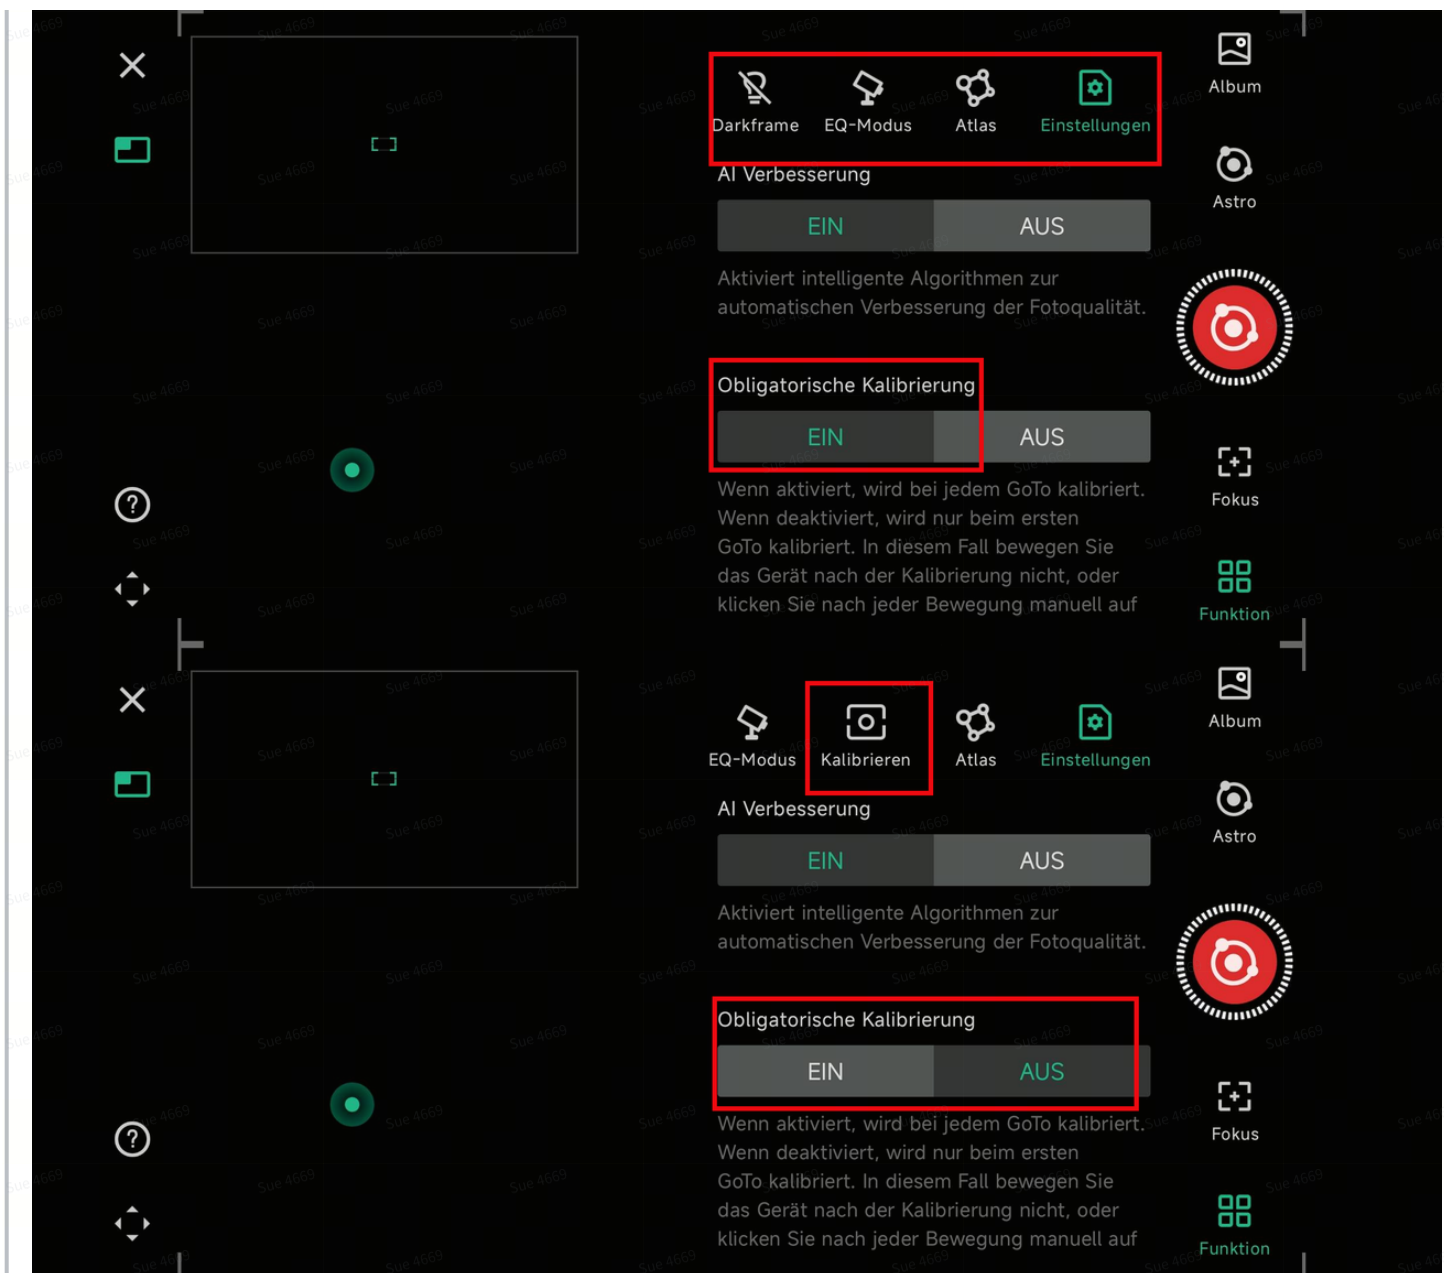 Album
Darkframe EQ-Modus Atlas Einstellungen
AI Verbesserung
Astro
EIN AUS
Aktiviert intelligente Algorithmen zur
automatischen Verbesserung der Fotoqualität.
Obligatorische Kalibrierung
EIN AUS
Wenn aktiviert, wird bei jedem GoTo kalibriert.
Wenn deaktiviert, wird nur beim ersten
GoTo kalibriert. In diesem Fall bewegen Sie
das Gerät nach der Kalibrierung nicht, oder
klicken Sie nach jeder Bewegung manuell auf
Fokus
Funktion
Album
EQ-Modus Kalibrieren Atlas Einstellungen
AI Verbesserung
Astro
EIN AUS
Aktiviert intelligente Algorithmen zur
automatischen Verbesserung der Fotoqualität.
Obligatorische Kalibrierung
EIN AUS
Wenn aktiviert, wird bei jedem GoTo kalibriert.
Wenn deaktiviert, wird nur beim ersten
GoTo kalibriert. In diesem Fall bewegen Sie
das Gerät nach der Kalibrierung nicht, oder
klicken Sie nach jeder Bewegung manuell auf
Fokus
Funktion
Sue 4669